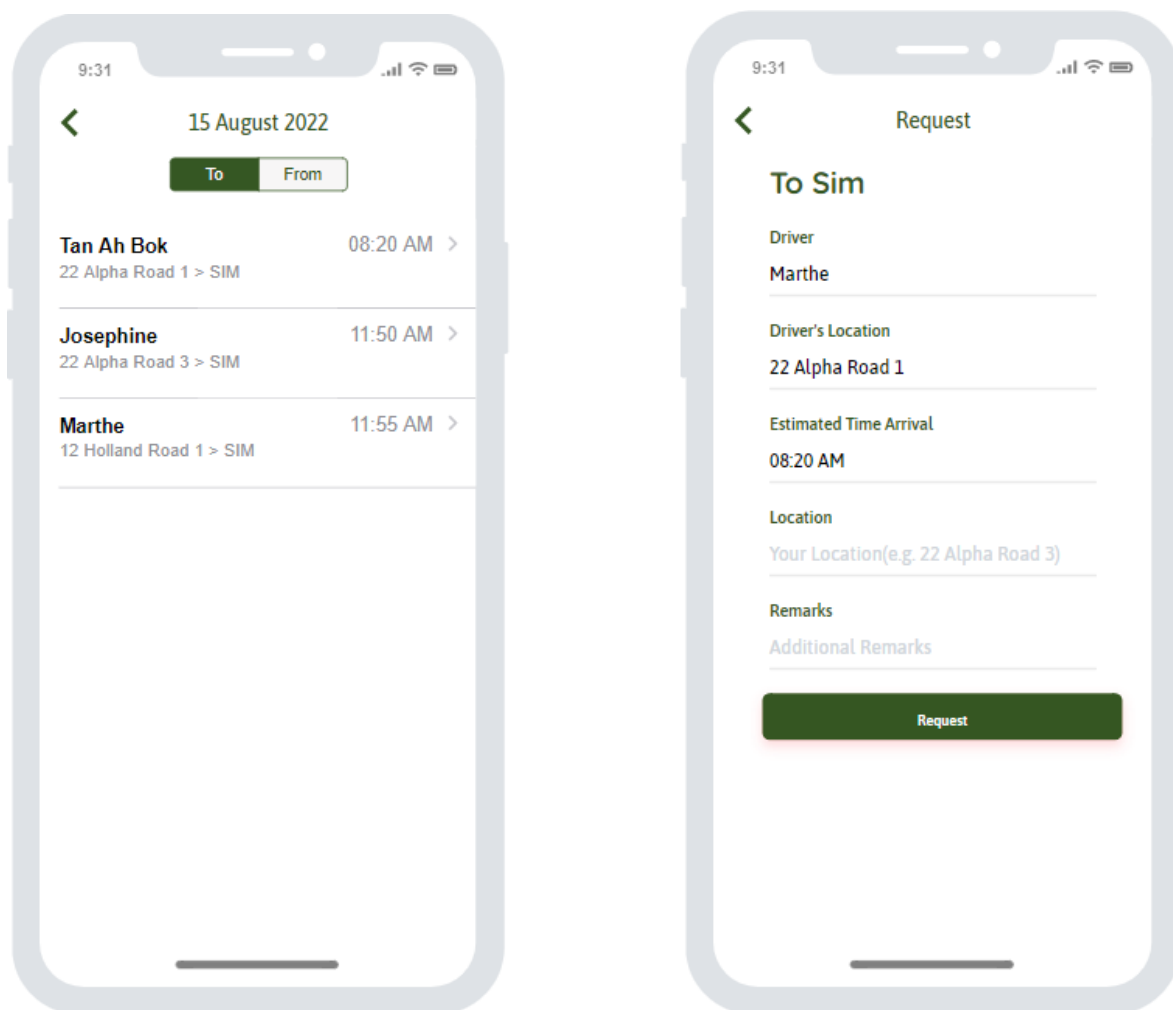 9:31
15 August 2022
To From
Tan Ah Bok 08:20 AM >
22 Alpha Road 1 > SIM
Josephine 11:50 AM >
22 Alpha Road 3 > SIM
Marthe 11:55 AM >
12 Holland Road 1 > SIM
9:31
Request
To Sim
Driver
Marthe
Driver's Location
22 Alpha Road 1
Estimated Time Arrival
08:20 AM
Location
Your Location(e.g. 22 Alpha Road 3)
Remarks
Additional Remarks
Request